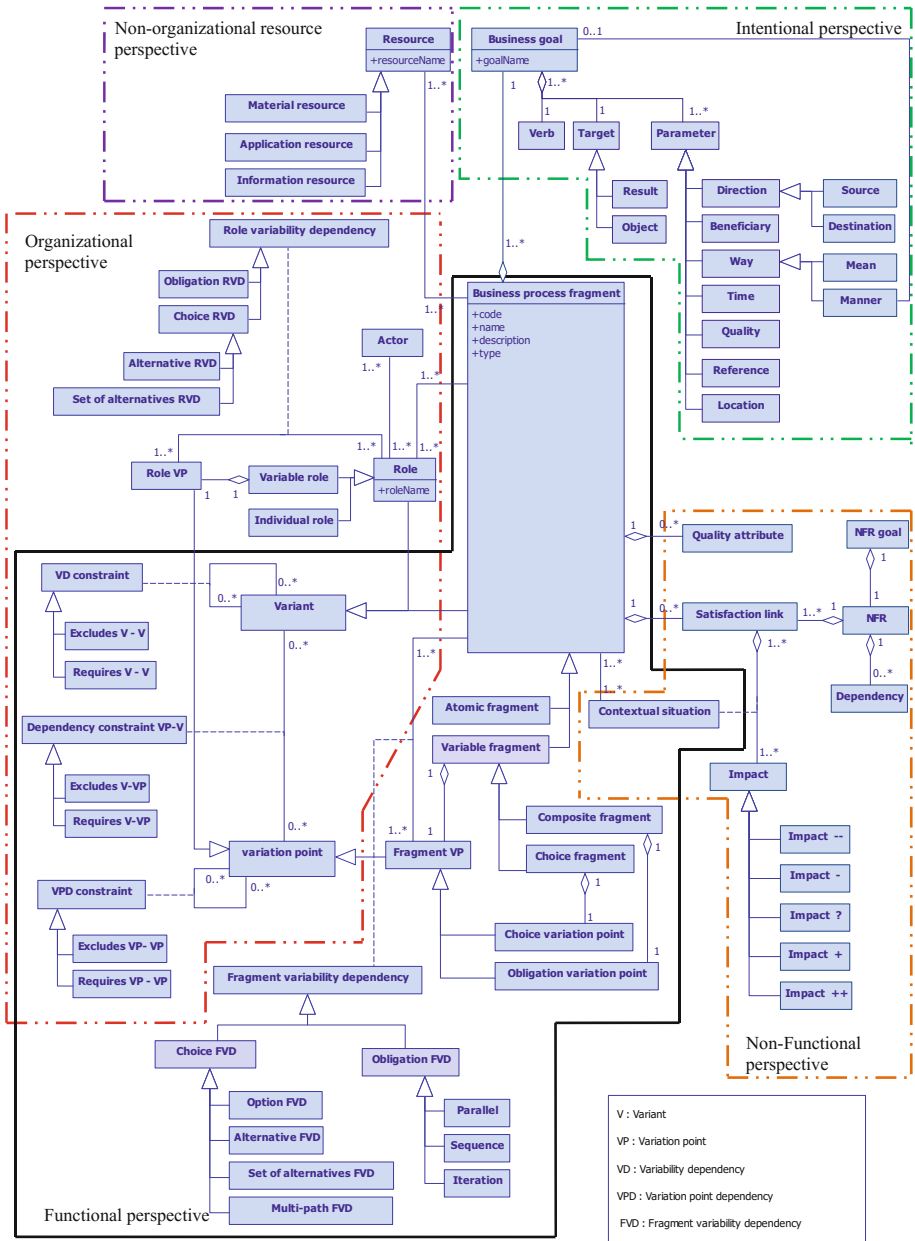 Non-organizational resource
perspective
Resource
+resourceName
1..*
Material resource
Application resource
Information resource
Intentional perspective
Business goal
+goalName
0..1
1
1..*
1
1
1..*
Verb
Target
Parameter
Result
Object
Direction
Source
Destination
Beneficiary
Way
Mean
Manner
Time
Quality
Reference
Location
Organizational
perspective
Role variability dependency
Obligation RVD
Choice RVD
Alternative RVD
Set of alternatives RVD
Actor
1..*
1..*
1..*
1..*
1..*
1..*
1..*
1..*
Role VP
1
1
Variable role
Individual role
Role
+roleName
Business process fragment
+code
+name
+description
+type
1
0..*
Quality attribute
1
0..*
Satisfaction link
1..*
1
NFR goal
1
1
NFR
1
0..*
Dependency
1..*
1..*
1..*
Contextual situation
1..*
Impact
Impact --
Impact -
Impact ?
Impact +
Impact ++
Non-Functional
perspective
VD constraint
Excludes V - V
Requires V - V
0..*
0..*
Variant
0..*
Dependency constraint VP-V
Excludes V-VP
Requires V-VP
0..*
variation point
0..*
0..*
VPD constraint
Excludes VP- VP
Requires VP - VP
1..*
Atomic fragment
Variable fragment
1
1
1..*
Fragment VP
Composite fragment
1
Choice fragment
1
1
Choice variation point
1
Obligation variation point
Fragment variability dependency
Choice FVD
Option FVD
Alternative FVD
Set of alternatives FVD
Multi-path FVD
Obligation FVD
Parallel
Sequence
Iteration
Functional perspective
V : Variant
VP : Variation point
VD : Variability dependency
VPD : Variation point dependency
FVD : Fragment variability dependency